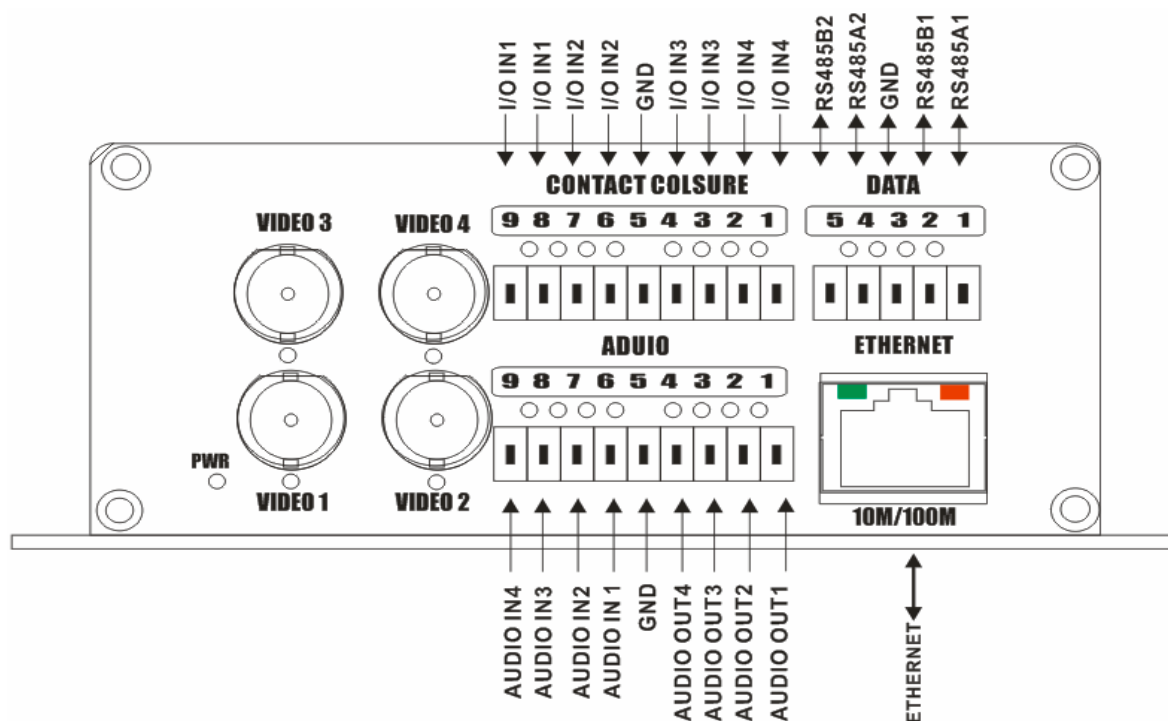 I/O IN1
I/O IN1
I/O IN2
I/O IN2
GND
I/O IN3
I/O IN3
I/O IN4
I/O IN4
RS485B2
RS485A2
GND
RS485B1
RS485A1
CONTACT COLSURE
DATA
9 8 7 6 5 4 3 2 1
5 4 3 2 1
VIDEO 3
VIDEO 4
ADUIO
ETHERNET
9 8 7 6 5 4 3 2 1
PWR
VIDEO 1
VIDEO 2
10M/100M
AUDIO IN4
AUDIO IN3
AUDIO IN2
AUDIO IN 1
GND
AUDIO OUT4
AUDIO OUT3
AUDIO OUT2
AUDIO OUT1
ETHERNET